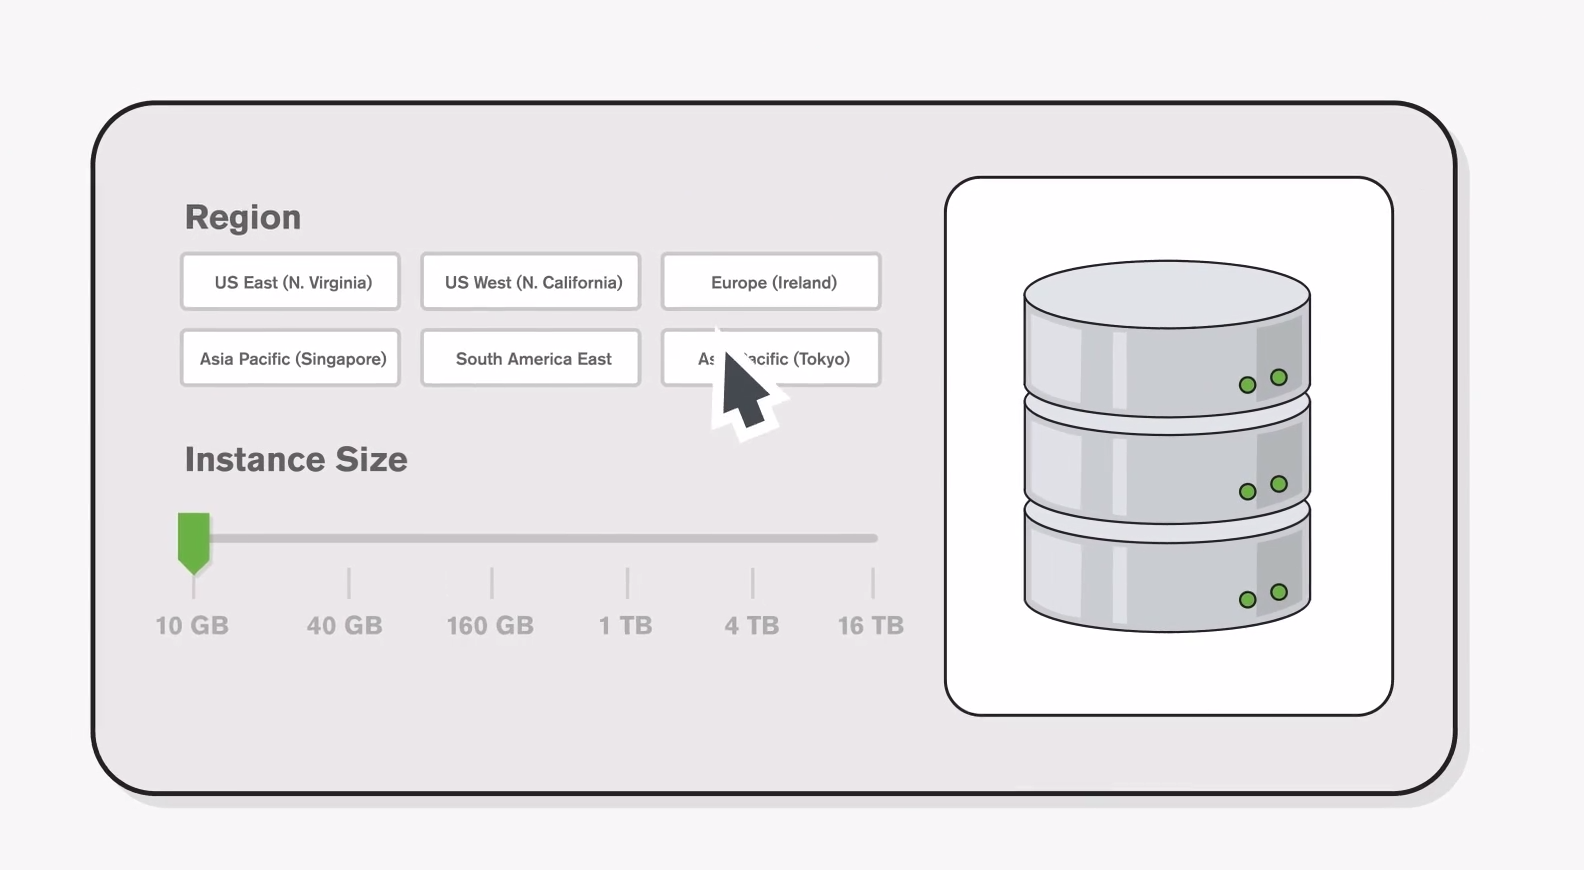 Region
US East (N. Virginia)
US West (N. California)
Europe (Ireland)
Asia Pacific (Singapore)
South America East
(Tokyo)
Instance Size
10 GB
40 GB
160 GB
1 TB
4 TB
16 TB